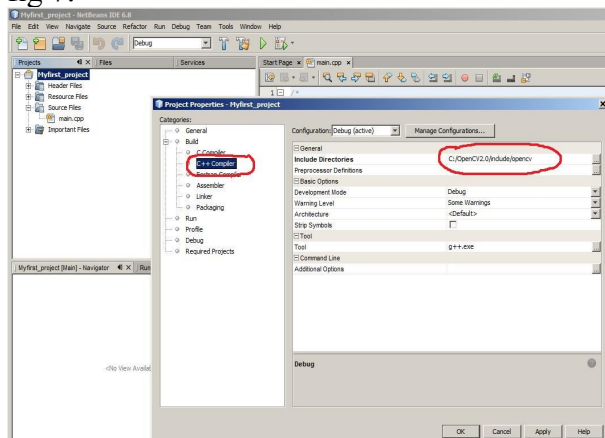 Myfirst_project - NetBeans IDE 6.8
File Edit View Navigate Source Refactor Run Debug Team Tools Window Help
Debug
Projects Files Services
Start Page main.cpp
Myfirst_project
Header Files
Resource Files
Source Files
main.cpp
Important Files
1 /*
Project Properties - Myfirst_project
Categories:
General
Build
C Compiler
C++ Compiler
Fortran Compiler
Assembler
Linker
Packaging
Run
Profile
Debug
Required Projects
Configuration: Debug (active) Manage Configurations...
General
Include Directories C:/OpenCV2.0/include/opencv
Preprocessor Definitions
Basic Options
Development Mode Debug
Warning Level Some Warnings
Architecture <Default>
Strip Symbols
Tool
Tool g++.exe
Command Line
Additional Options
Debug
Myfirst_project [Main] - Navigator Run
<No View Availab
OK Cancel Apply Help